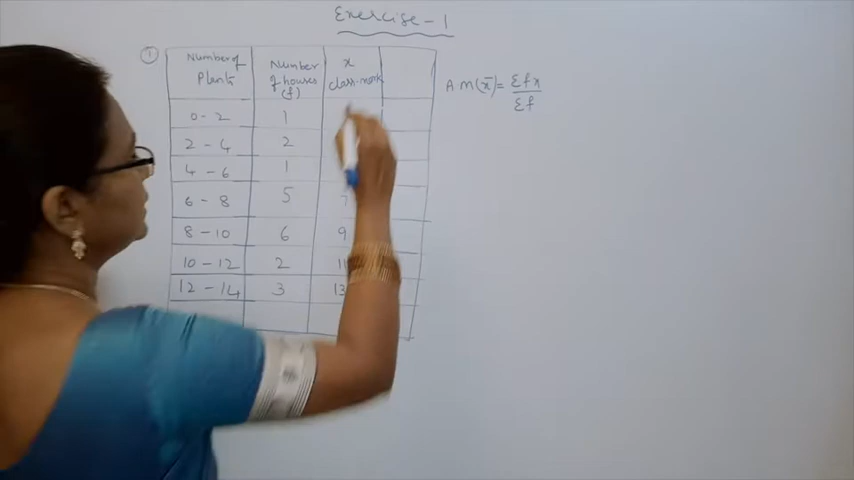 Exercise-1
① Number of Plants | Number of houses (f) | x class-mark
A M(x̄) = Σfx / Σf
0-2 | 1
2-4 | 2
4-6 | 1
6-8 | 5 | 7
8-10 | 6 | 9
10-12 | 2
12-14 | 3 | 13